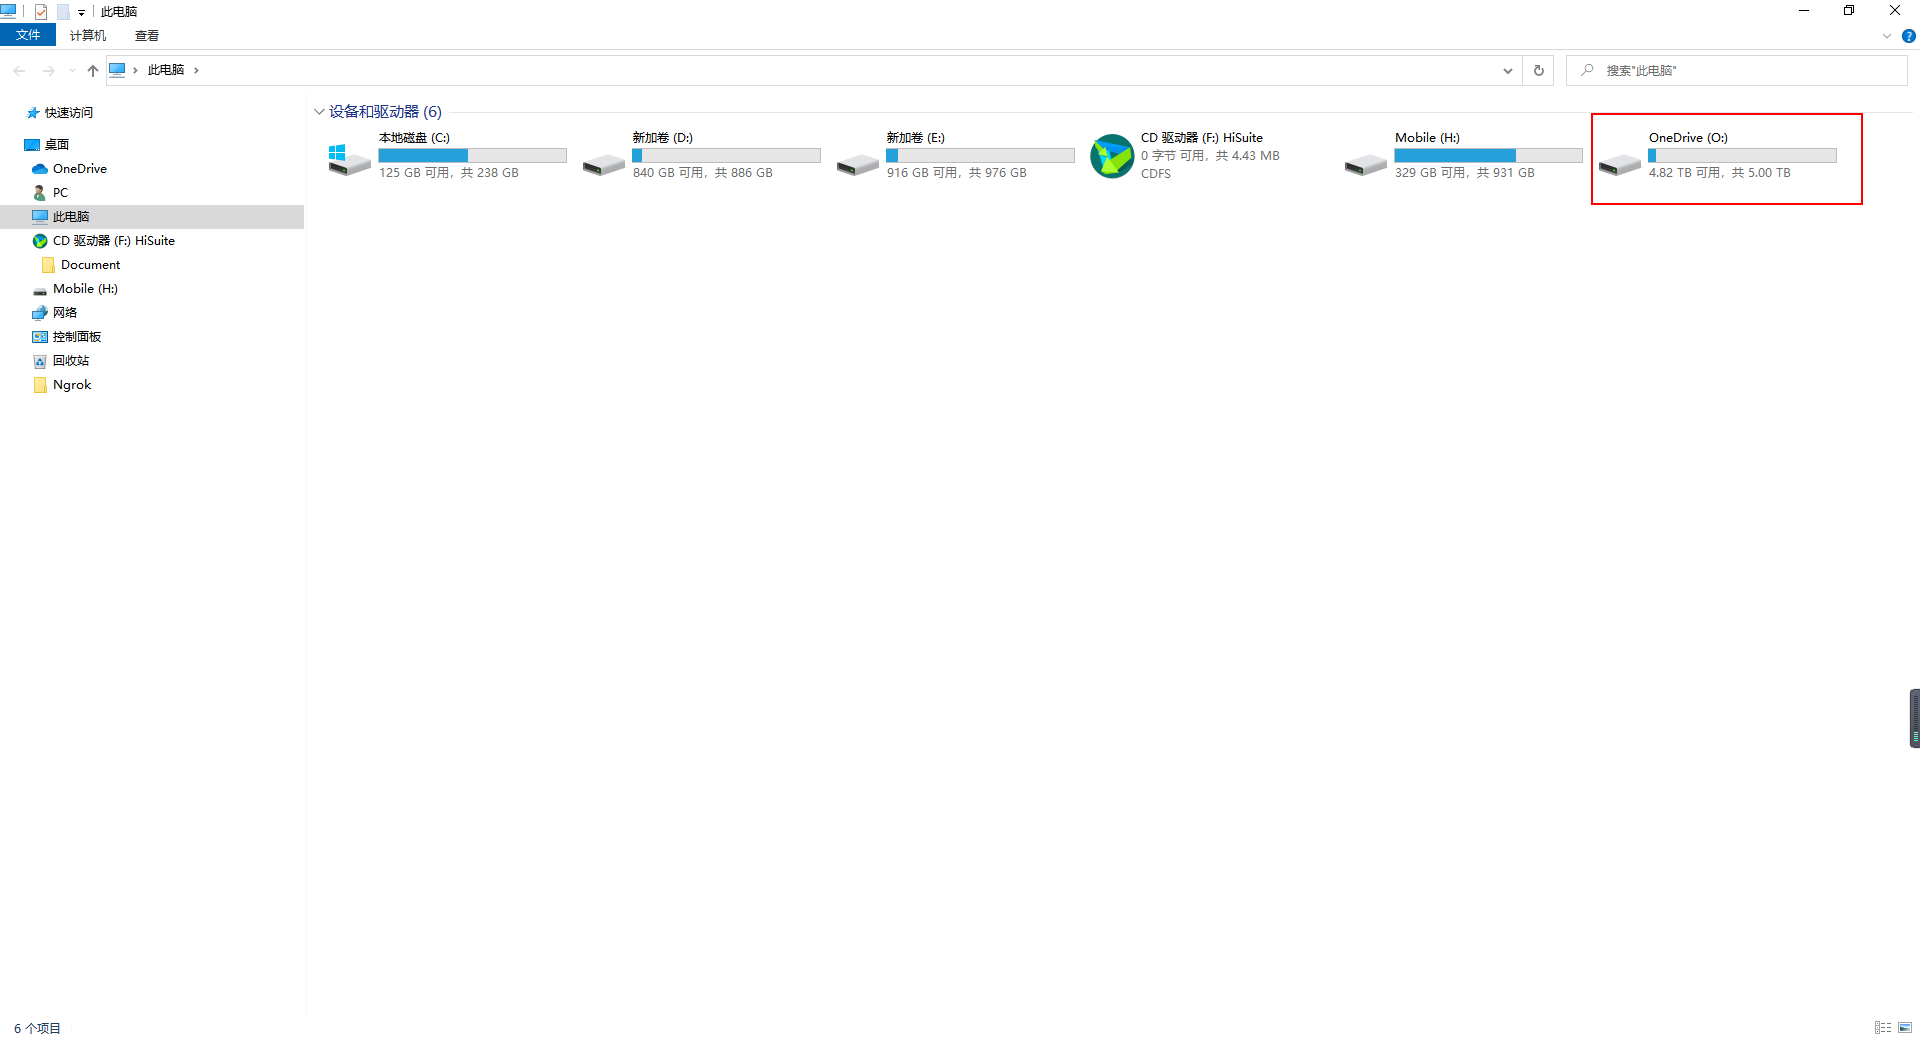 此电脑
文件 计算机 查看
此电脑
搜索"此电脑"
快速访问
桌面
OneDrive
PC
此电脑
CD 驱动器 (F:) HiSuite
Document
Mobile (H:)
网络
控制面板
回收站
Ngrok
设备和驱动器 (6)
本地磁盘 (C:)
125 GB 可用，共 238 GB
新加卷 (D:)
840 GB 可用，共 886 GB
新加卷 (E:)
916 GB 可用，共 976 GB
CD 驱动器 (F:) HiSuite
0 字节 可用，共 4.43 MB
CDFS
Mobile (H:)
329 GB 可用，共 931 GB
OneDrive (O:)
4.82 TB 可用，共 5.00 TB
6 个项目